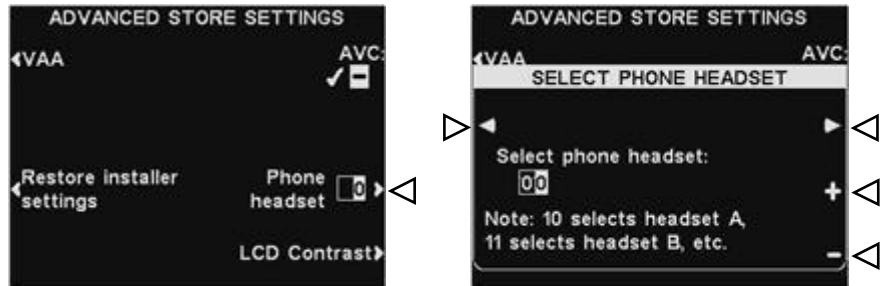 ADVANCED STORE SETTINGS
VAA
AVC:
Restore installer
settings
Phone
headset
0
LCD Contrast
ADVANCED STORE SETTINGS
VAA
AVC:
SELECT PHONE HEADSET
Select phone headset:
00
+
Note: 10 selects headset A,
11 selects headset B, etc.
-